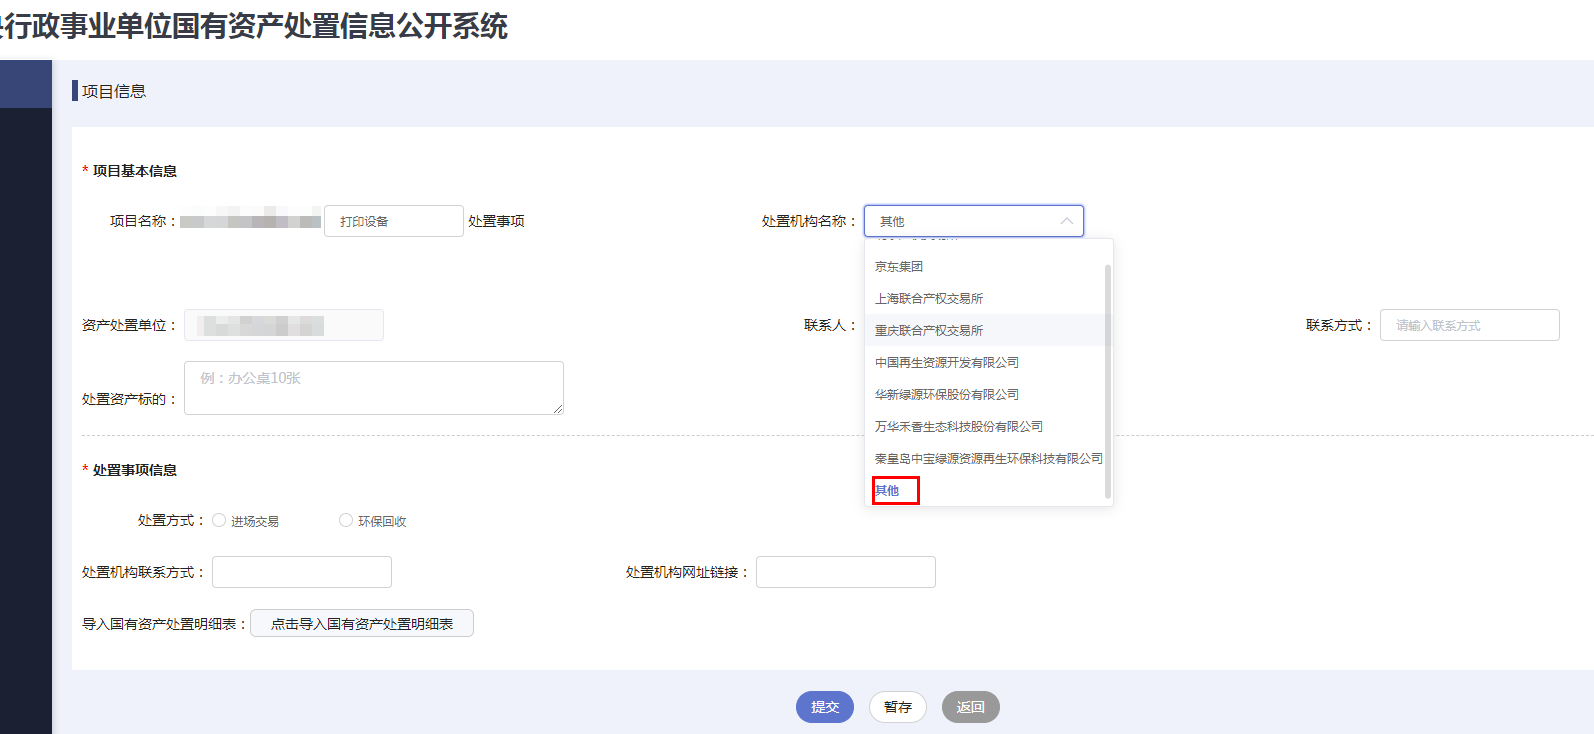 行政事业单位国有资产处置信息公开系统
项目信息
* 项目基本信息
项目名称： 打印设备 处置事项 处置机构名称： 其他
京东集团
上海联合产权交易所
重庆联合产权交易所
中国再生资源开发有限公司
华新绿源环保股份有限公司
万华禾香生态科技股份有限公司
秦皇岛中宝绿源资源再生环保科技有限公司
其他
资产处置单位： 联系人： 联系方式： 请输入联系方式
处置资产标的： 例：办公桌10张
* 处置事项信息
处置方式： 进场交易 环保回收
处置机构联系方式： 处置机构网址链接：
导入国有资产处置明细表： 点击导入国有资产处置明细表
提交 暂存 返回